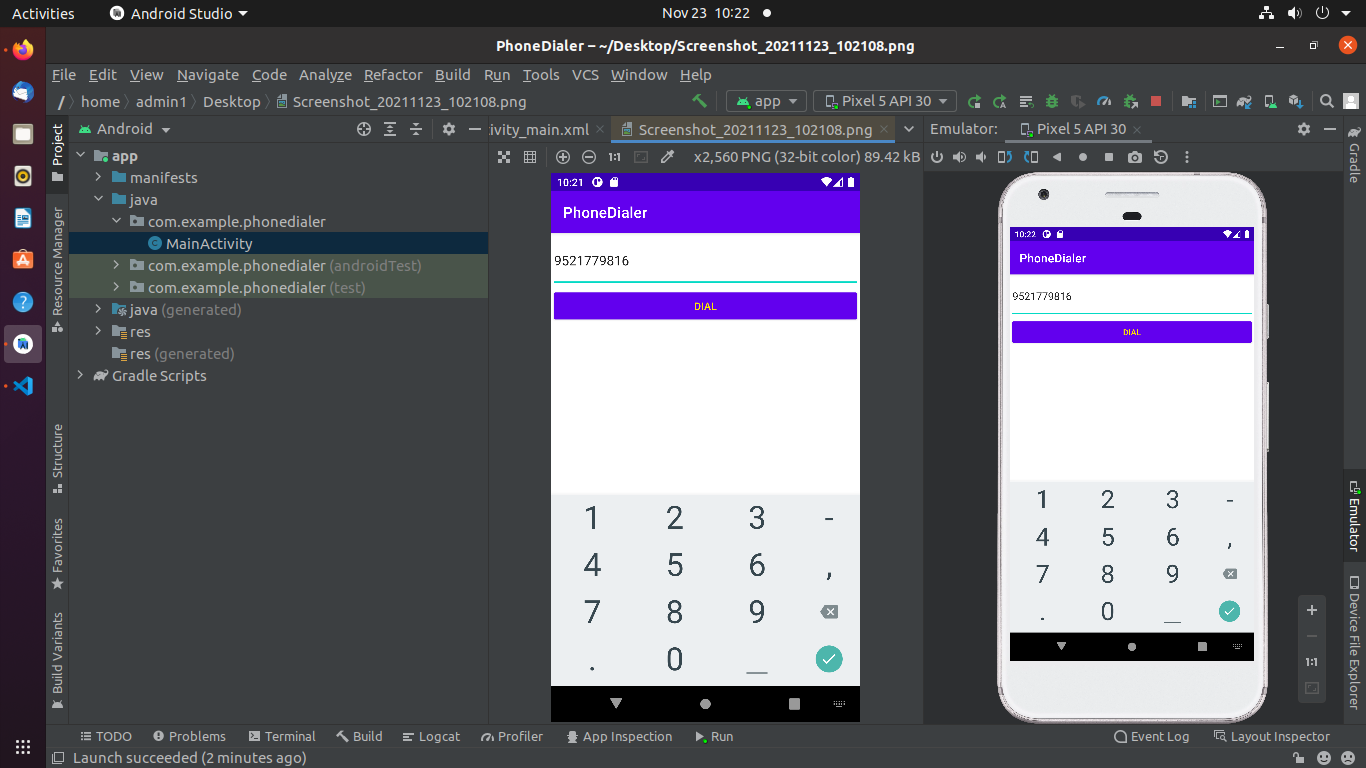 Activities
Android Studio
Nov 23 10:22
PhoneDialer – ~/Desktop/Screenshot_20211123_102108.png
File Edit View Navigate Code Analyze Refactor Build Run Tools VCS Window Help
/ home admin1 Desktop Screenshot_20211123_102108.png
app
Pixel 5 API 30
Project
Resource Manager
Structure
Favorites
Build Variants
Android
app
manifests
java
com.example.phonedialer
MainActivity
com.example.phonedialer (androidTest)
com.example.phonedialer (test)
java (generated)
res
res (generated)
Gradle Scripts
ivity_main.xml
Screenshot_20211123_102108.png
1:1
x2,560 PNG (32-bit color) 89.42 kB
10:21
PhoneDialer
9521779816
DIAL
1 2 3 -
4 5 6 ,
7 8 9
. 0
Emulator:
Pixel 5 API 30
10:22
PhoneDialer
9521779816
DIAL
1 2 3 -
4 5 6 ,
7 8 9
. 0
1:1
Gradle
Emulator
Device File Explorer
TODO Problems Terminal Build Logcat Profiler App Inspection Run Event Log Layout Inspector
Launch succeeded (2 minutes ago)